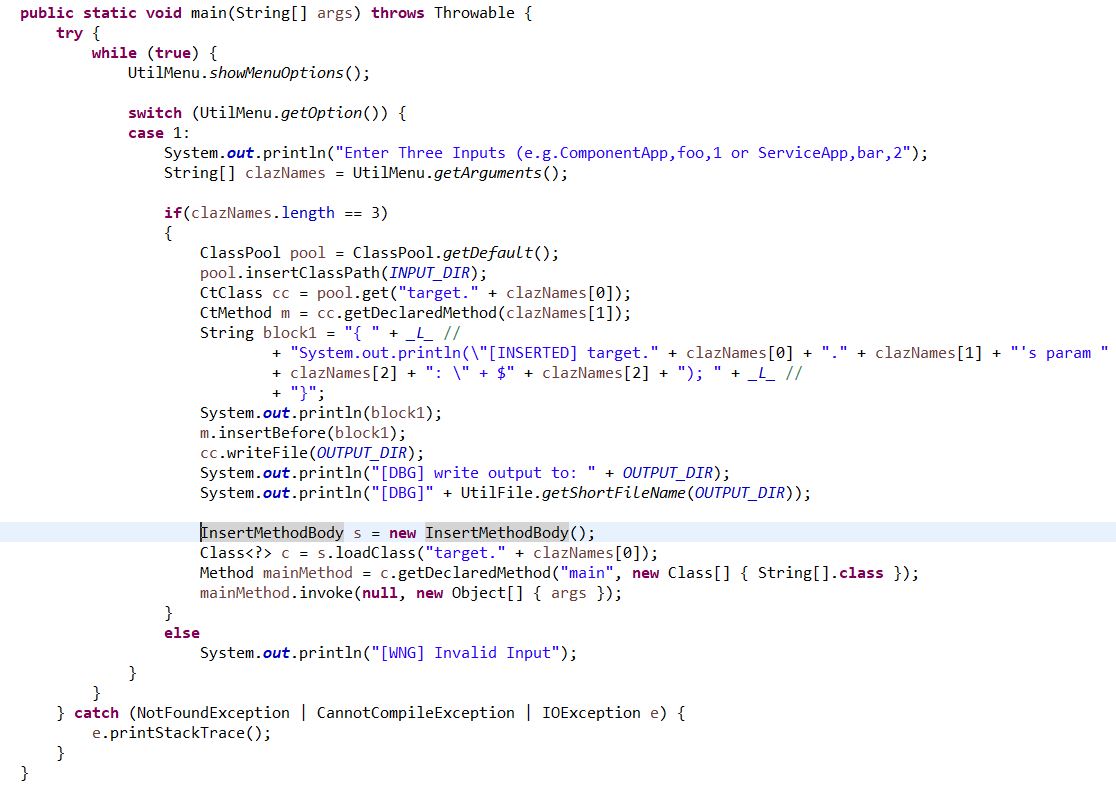 public static void main(String[] args) throws Throwable {
    try {
        while (true) {
            UtilMenu.showMenuOptions();

            switch (UtilMenu.getOption()) {
            case 1:
                System.out.println("Enter Three Inputs (e.g.ComponentApp,foo,1 or ServiceApp,bar,2");
                String[] clazNames = UtilMenu.getArguments();

                if(clazNames.length == 3)
                {
                    ClassPool pool = ClassPool.getDefault();
                    pool.insertClassPath(INPUT_DIR);
                    CtClass cc = pool.get("target." + clazNames[0]);
                    CtMethod m = cc.getDeclaredMethod(clazNames[1]);
                    String block1 = "{ " + _L_ //
                            + "System.out.println(\"[INSERTED] target." + clazNames[0] + "." + clazNames[1] + "'s param "
                            + clazNames[2] + ": \" + $" + clazNames[2] + "); " + _L_ //
                            + "}";
                    System.out.println(block1);
                    m.insertBefore(block1);
                    cc.writeFile(OUTPUT_DIR);
                    System.out.println("[DBG] write output to: " + OUTPUT_DIR);
                    System.out.println("[DBG]" + UtilFile.getShortFileName(OUTPUT_DIR));

                    InsertMethodBody s = new InsertMethodBody();
                    Class<?> c = s.loadClass("target." + clazNames[0]);
                    Method mainMethod = c.getDeclaredMethod("main", new Class[] { String[].class });
                    mainMethod.invoke(null, new Object[] { args });
                }
                else
                    System.out.println("[WNG] Invalid Input");
            }
        }
    } catch (NotFoundException | CannotCompileException | IOException e) {
        e.printStackTrace();
    }
}